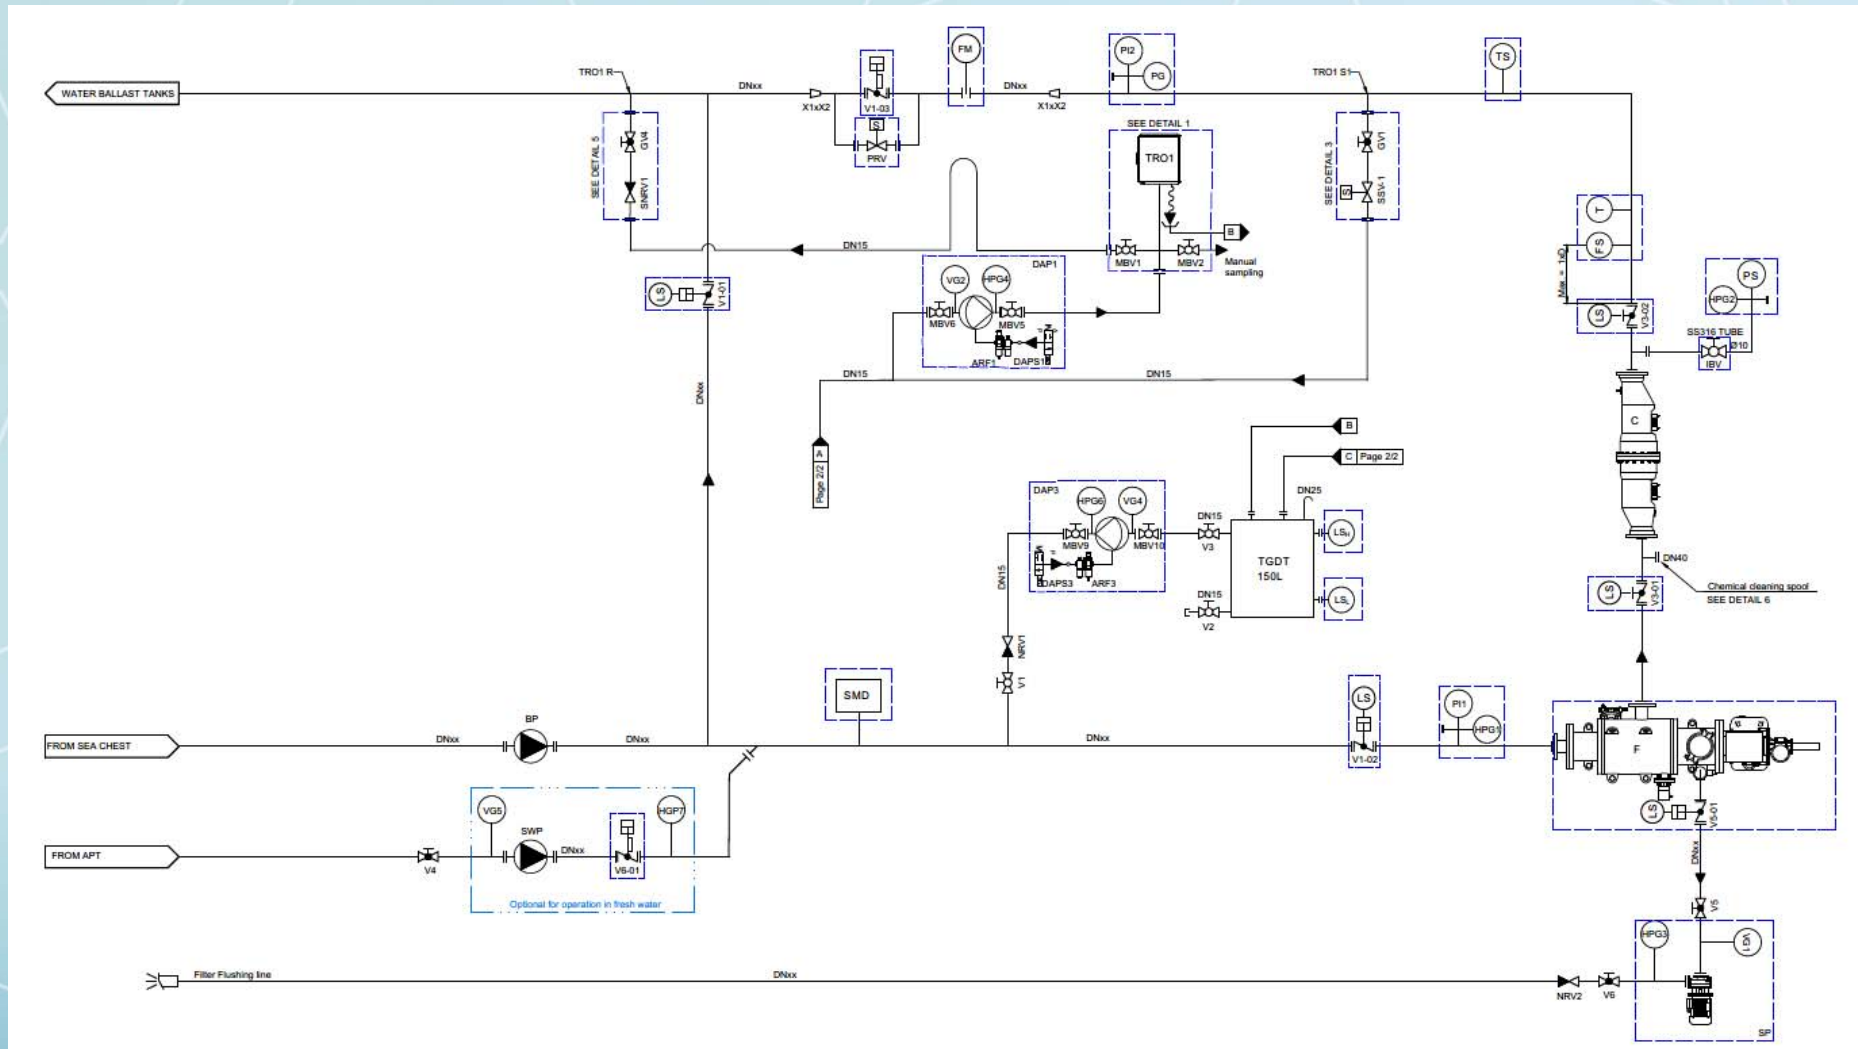 FM
PI2
PG
TS
TRO1 R
TRO1 S1
WATER BALLAST TANKS
DNxx
X1xX2
V1-03
DNxx
X1xX2
S
PRV
SEE DETAIL 1
TRO1
SEE DETAIL 5
GV4
SNRV1
SEE DETAIL 3
GV1
S
SSV-1
T
FS
Max = 1xD
B
DN15
MBV1
MBV2
Manual
sampling
DAP1
VG2
HPG4
MBV6
MBV5
ARF1
DAPS1
LS
V1-01
LS
V3-02
PS
HPG2
SS316 TUBE
Ø10
IBV
DN15
DN15
DNxx
C
A
Page 2/2
B
C
Page 2/2
DAP3
HPG6
VG4
MBV9
MBV10
DAPS3
ARF3
DN15
V3
DN25
TGDT
150L
LSH
LSL
DN15
V2
DN15
NRV1
V1
DN40
Chemical cleaning spool
SEE DETAIL 6
LS
V3-01
SMD
LS
V1-02
PI1
HPG1
F
LS
V5-01
FROM SEA CHEST
DNxx
BP
DNxx
DNxx
FROM APT
V4
VG5
SWP
DNxx
V6-01
HGP7
Optional for operation in fresh water
DNxx
V5
HPG3
VG1
SP
Filter Flushing line
DNxx
NRV2
V6